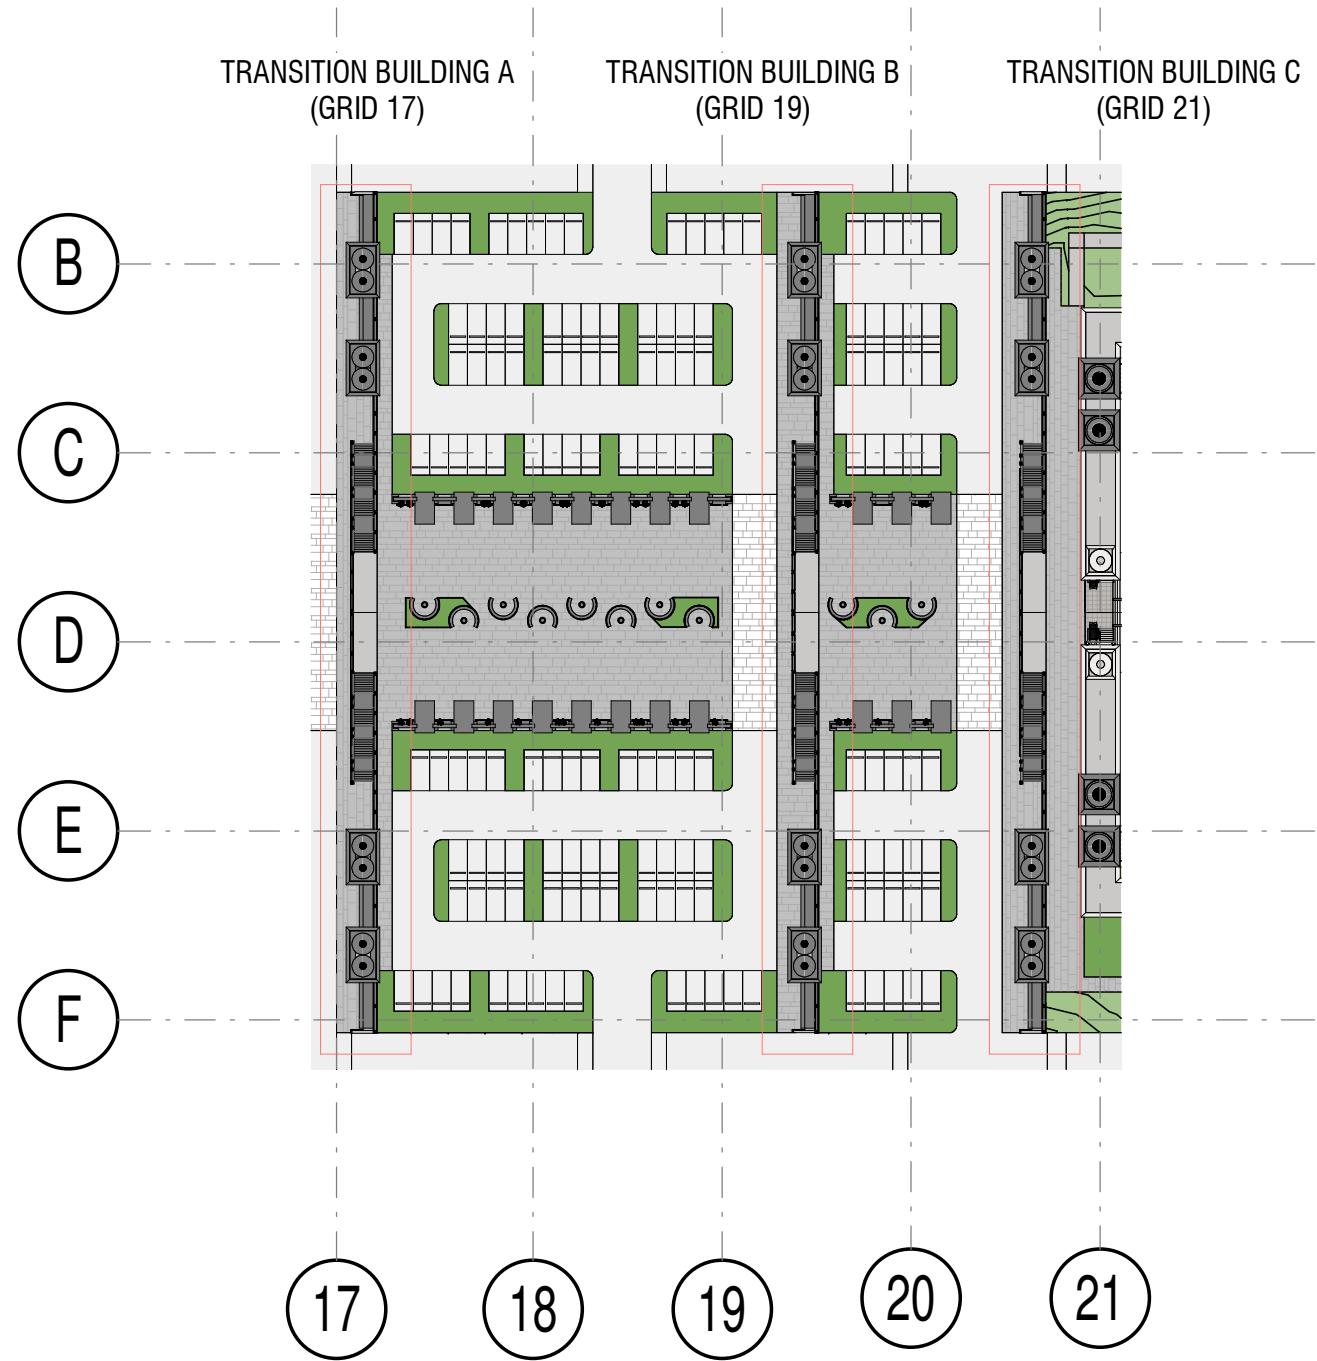 TRANSITION BUILDING A
(GRID 17)
TRANSITION BUILDING B
(GRID 19)
TRANSITION BUILDING C
(GRID 21)
B
C
D
E
F
17
18
19
20
21